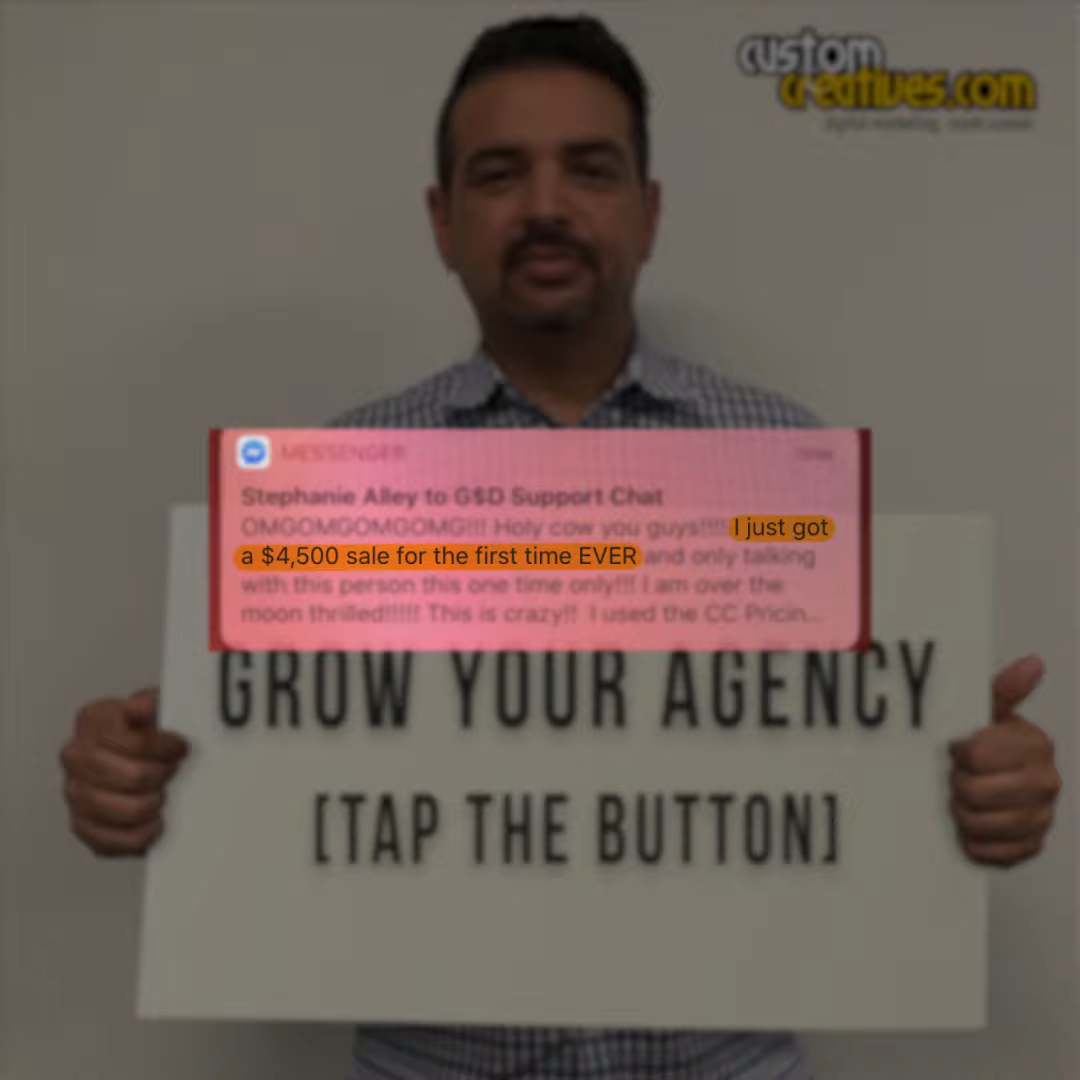 custom
creatives.com
MESSENGER
Stephanie Alley to G$D Support Chat
OMGOMGOMGOMG!!! Holy cow you guys!!!! I just got
a $4,500 sale for the first time EVER and only talking
with this person this one time only!!! I am over the
moon thrilled!!!!! This is crazy!! I used the CC Pricin...
GROW YOUR AGENCY
[TAP THE BUTTON]